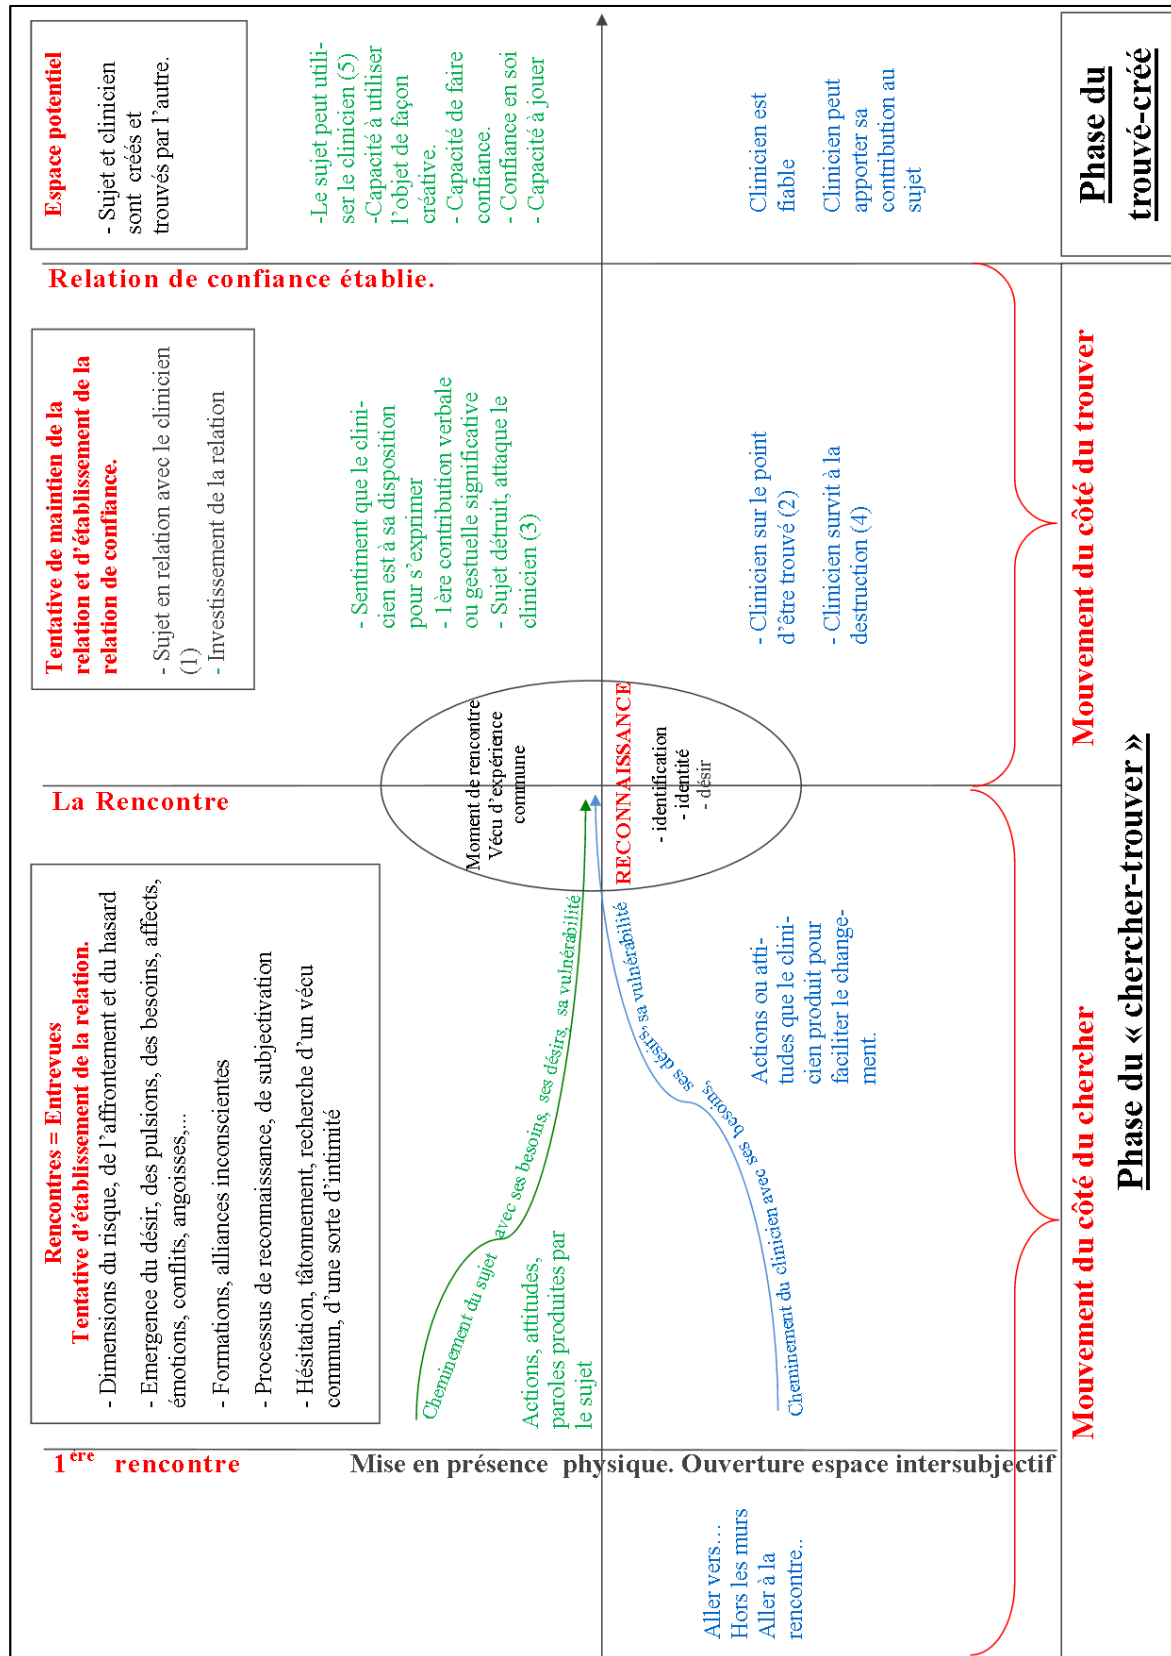 1ère rencontre
Mise en présence physique. Ouverture espace intersubjectif
Aller vers…
Hors les murs
Aller à la
rencontre..
Rencontres = Entrevues
Tentative d'établissement de la relation.
- Dimensions du risque, de l'affrontement et du hasard
- Emergence du désir, des pulsions, des besoins, affects,
émotions, conflits, angoisses,...
- Formations, alliances inconscientes
- Processus de reconnaissance, de subjectivation
- Hésitation, tâtonnement, recherche d'un vécu
commun, d'une sorte d'intimité
Cheminement du sujet avec ses besoins, ses désirs, sa vulnérabilité
Actions, attitudes,
paroles produites par
le sujet
Cheminement du clinicien avec ses besoins, ses désirs, sa vulnérabilité
Actions ou atti-
tudes que le clini-
cien produit pour
faciliter le change-
ment.
La Rencontre
Moment de rencontre
Vécu d'expérience
commune
RECONNAISSANCE
- identification
- identité
- désir
Tentative de maintien de la
relation et d'établissement de la
relation de confiance.
- Sujet en relation avec le clinicien
(1)
- Investissement de la relation
- Sentiment que le clini-
cien est à sa disposition
pour s'exprimer
- 1ère contribution verbale
ou gestuelle significative
- Sujet détruit, attaque le
clinicien (3)
- Clinicien sur le point
d'être trouvé (2)
- Clinicien survit à la
destruction (4)
Relation de confiance établie.
Espace potentiel
- Sujet et clinicien
sont créés et
trouvés par l'autre.
-Le sujet peut utili-
ser le clinicien (5)
-Capacité à utiliser
l'objet de façon
créative.
- Capacité de faire
confiance.
- Confiance en soi
- Capacité à jouer
Clinicien est
fiable
Clinicien peut
apporter sa
contribution au
sujet
Mouvement du côté du chercher
Mouvement du côté du trouver
Phase du « chercher-trouver »
Phase du
trouvé-créé